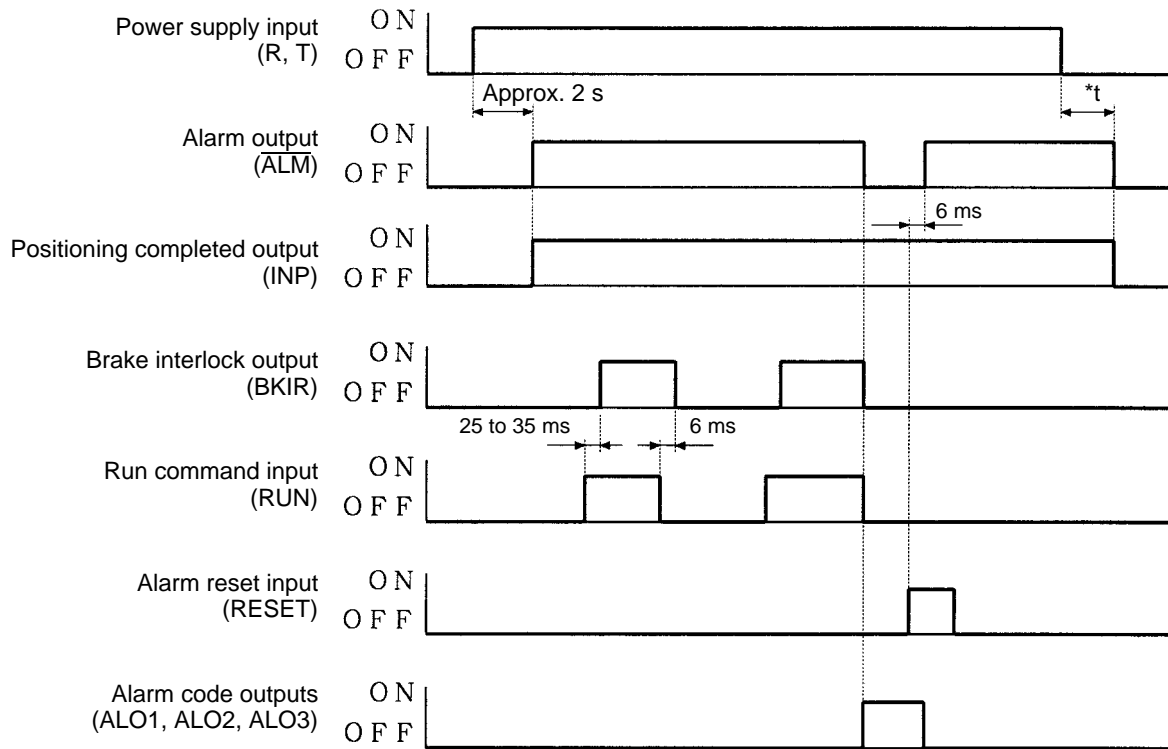 Power supply input
(R, T)
ON
OFF
Approx. 2 s
*t
Alarm output
(ALM)
ON
OFF
6 ms
Positioning completed output
(INP)
ON
OFF
Brake interlock output
(BKIR)
ON
OFF
25 to 35 ms
6 ms
Run command input
(RUN)
ON
OFF
Alarm reset input
(RESET)
ON
OFF
Alarm code outputs
(ALO1, ALO2, ALO3)
ON
OFF